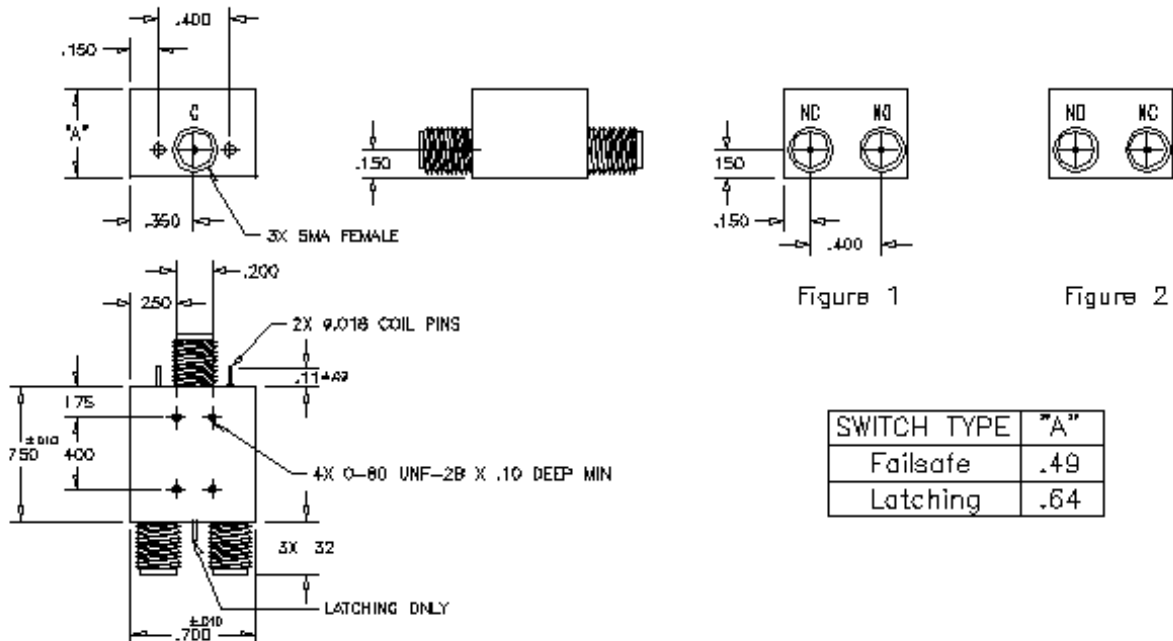 .400
.150
C
"A"
.350
3X SMA FEMALE
.150
NC NO
150
.150
.400
Figure 1
NO NC
Figure 2
.200
250
2X ø.018 COIL PINS
175
±.010
750
400
4X 0-80 UNF-2B X .10 DEEP MIN
3X 32
LATCHING ONLY
±.010
.700
SWITCH TYPE "A"
Failsafe .49
Latching .64